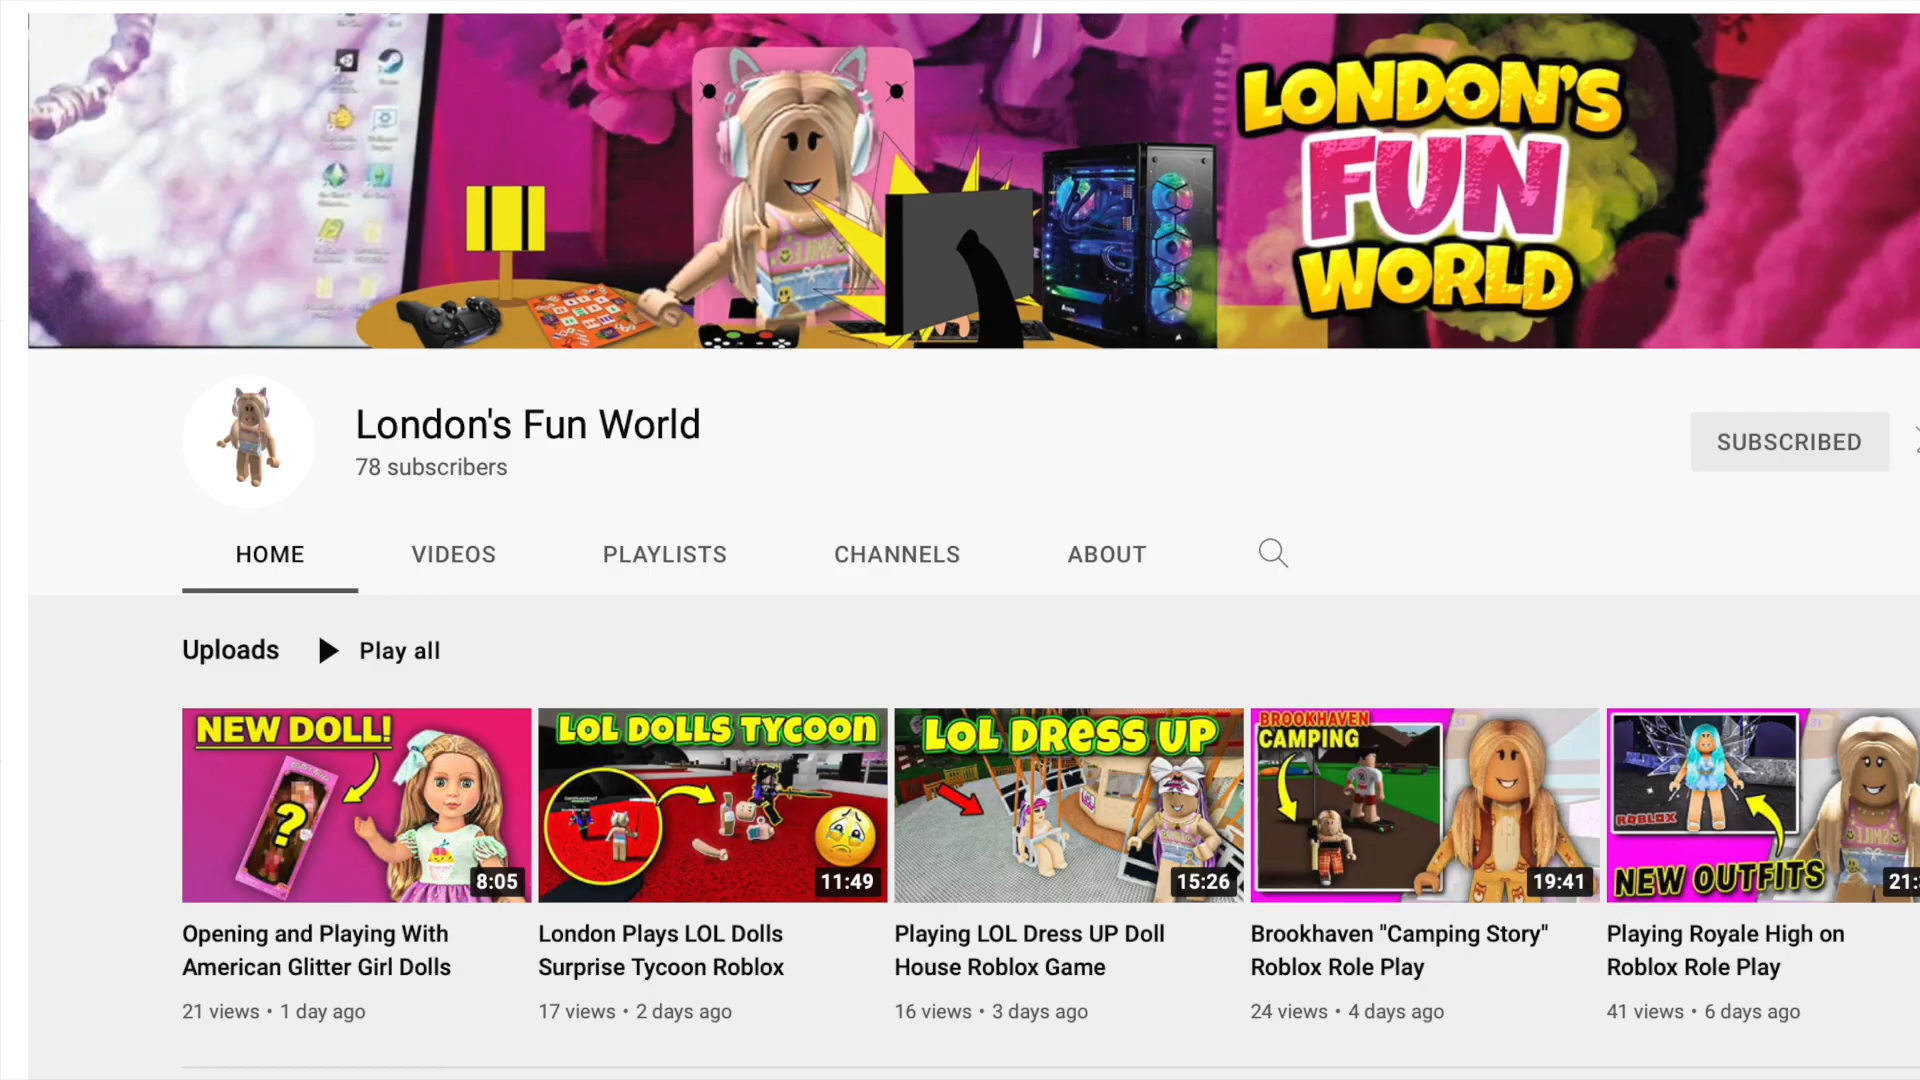 LONDON'S
FUN
WORLD
London's Fun World
78 subscribers
SUBSCRIBED
HOME
VIDEOS
PLAYLISTS
CHANNELS
ABOUT
Uploads
Play all
NEW DOLL!
?
8:05
LOL DOLLS TYCOON
11:49
LOL DRESS UP
15:26
BROOKHAVEN
CAMPING
19:41
ROBLOX
NEW OUTFITS
Opening and Playing With
American Glitter Girl Dolls
21 views • 1 day ago
London Plays LOL Dolls
Surprise Tycoon Roblox
17 views • 2 days ago
Playing LOL Dress UP Doll
House Roblox Game
16 views • 3 days ago
Brookhaven "Camping Story"
Roblox Role Play
24 views • 4 days ago
Playing Royale High on
Roblox Role Play
41 views • 6 days ago